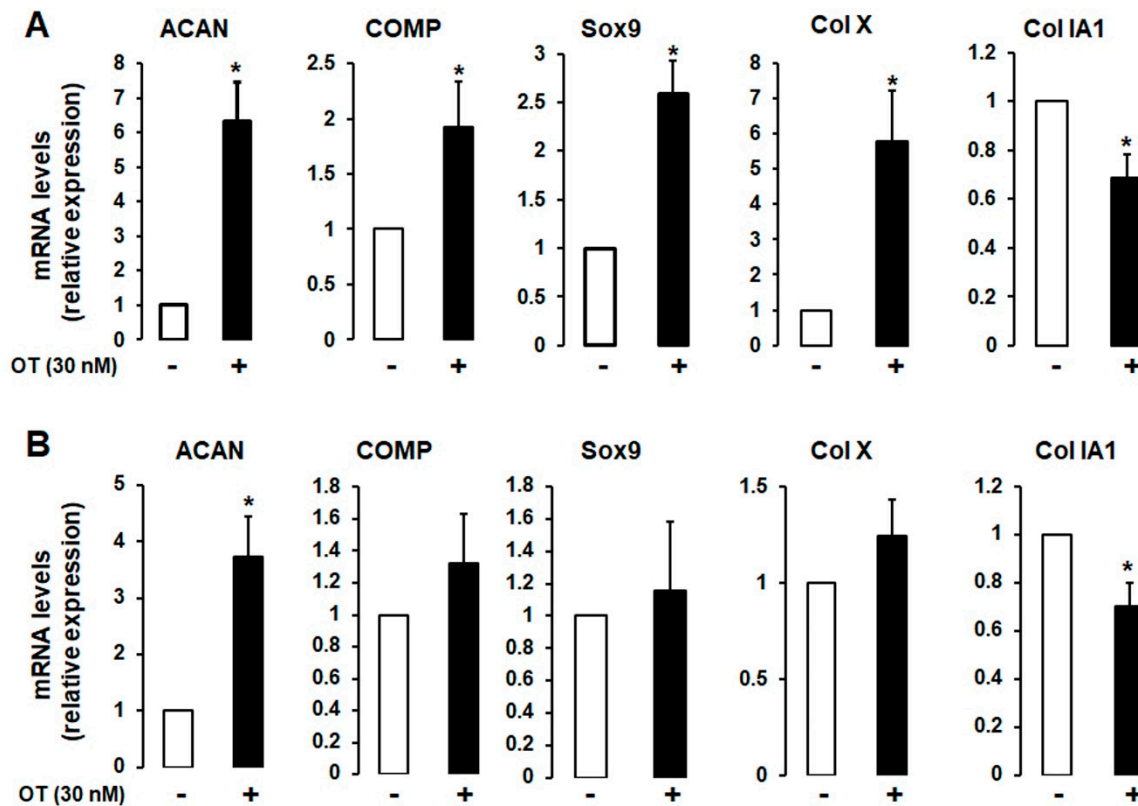 A
ACAN COMP Sox9 Col X Col IA1
mRNA levels
(relative expression)
8 7 6 5 4 3 2 1 0
2.5 2 1.5 1 0.5 0
3 2.5 2 1.5 1 0.5 0
8 7 6 5 4 3 2 1 0
1.2 1 0.8 0.6 0.4 0.2 0
* * * * *
OT (30 nM) - + - + - + - + - +
B
ACAN COMP Sox9 Col X Col IA1
mRNA levels
(relative expression)
5 4 3 2 1 0
1.8 1.6 1.4 1.2 1 0.8 0.6 0.4 0.2 0
1.8 1.6 1.4 1.2 1 0.8 0.6 0.4 0.2 0
1.5 1 0.5 0
1.2 1 0.8 0.6 0.4 0.2 0
* *
OT (30 nM) - + - + - + - + - +